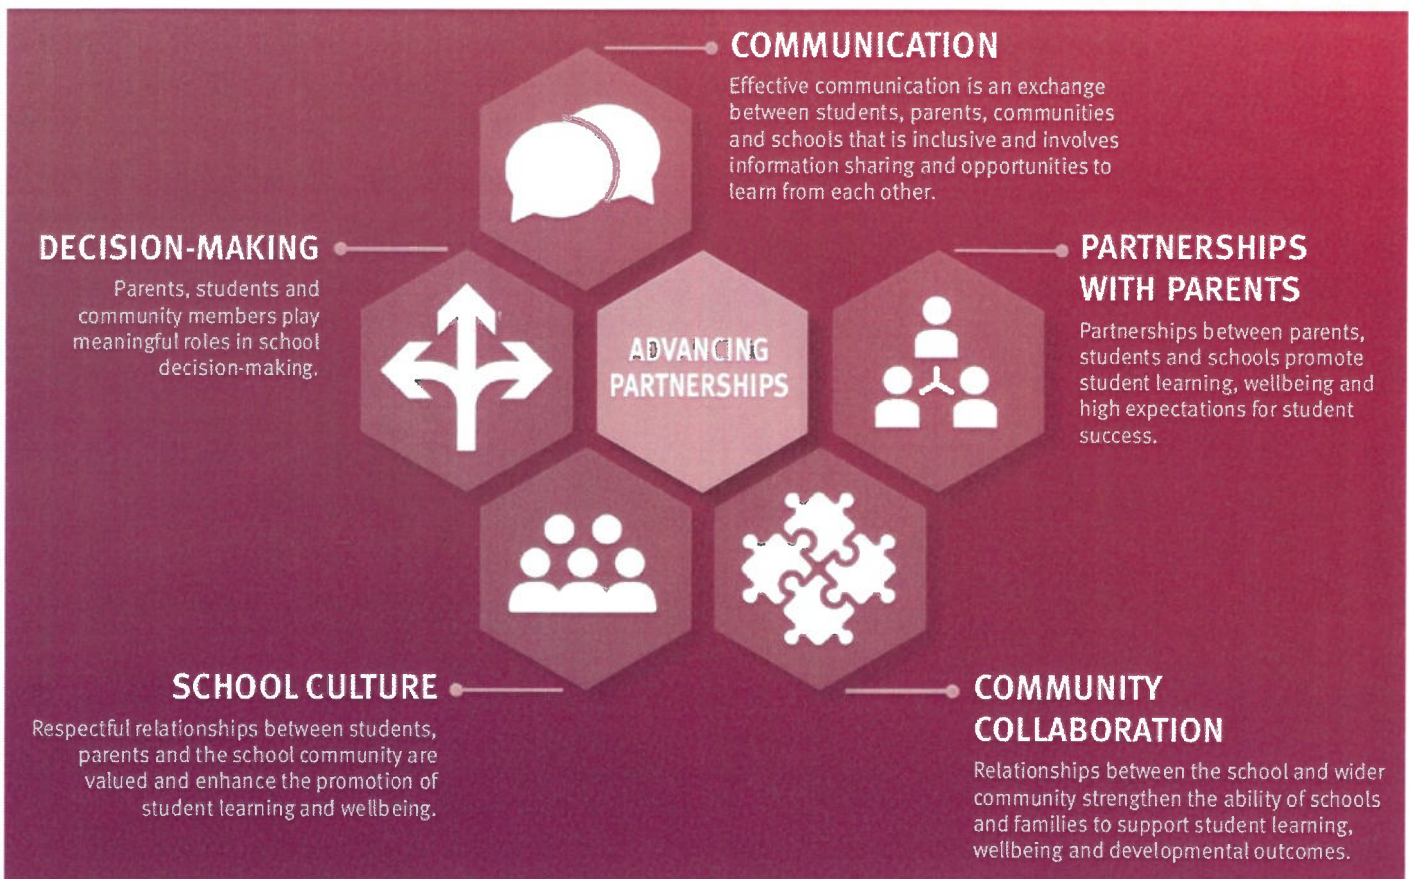 COMMUNICATION
Effective communication is an exchange
between students, parents, communities
and schools that is inclusive and involves
information sharing and opportunities to
learn from each other.
DECISION-MAKING
Parents, students and
community members play
meaningful roles in school
decision-making.
ADVANCING
PARTNERSHIPS
PARTNERSHIPS
WITH PARENTS
Partnerships between parents,
students and schools promote
student learning, wellbeing and
high expectations for student
success.
SCHOOL CULTURE
Respectful relationships between students,
parents and the school community are
valued and enhance the promotion of
student learning and wellbeing.
COMMUNITY
COLLABORATION
Relationships between the school and wider
community strengthen the ability of schools
and families to support student learning,
wellbeing and developmental outcomes.